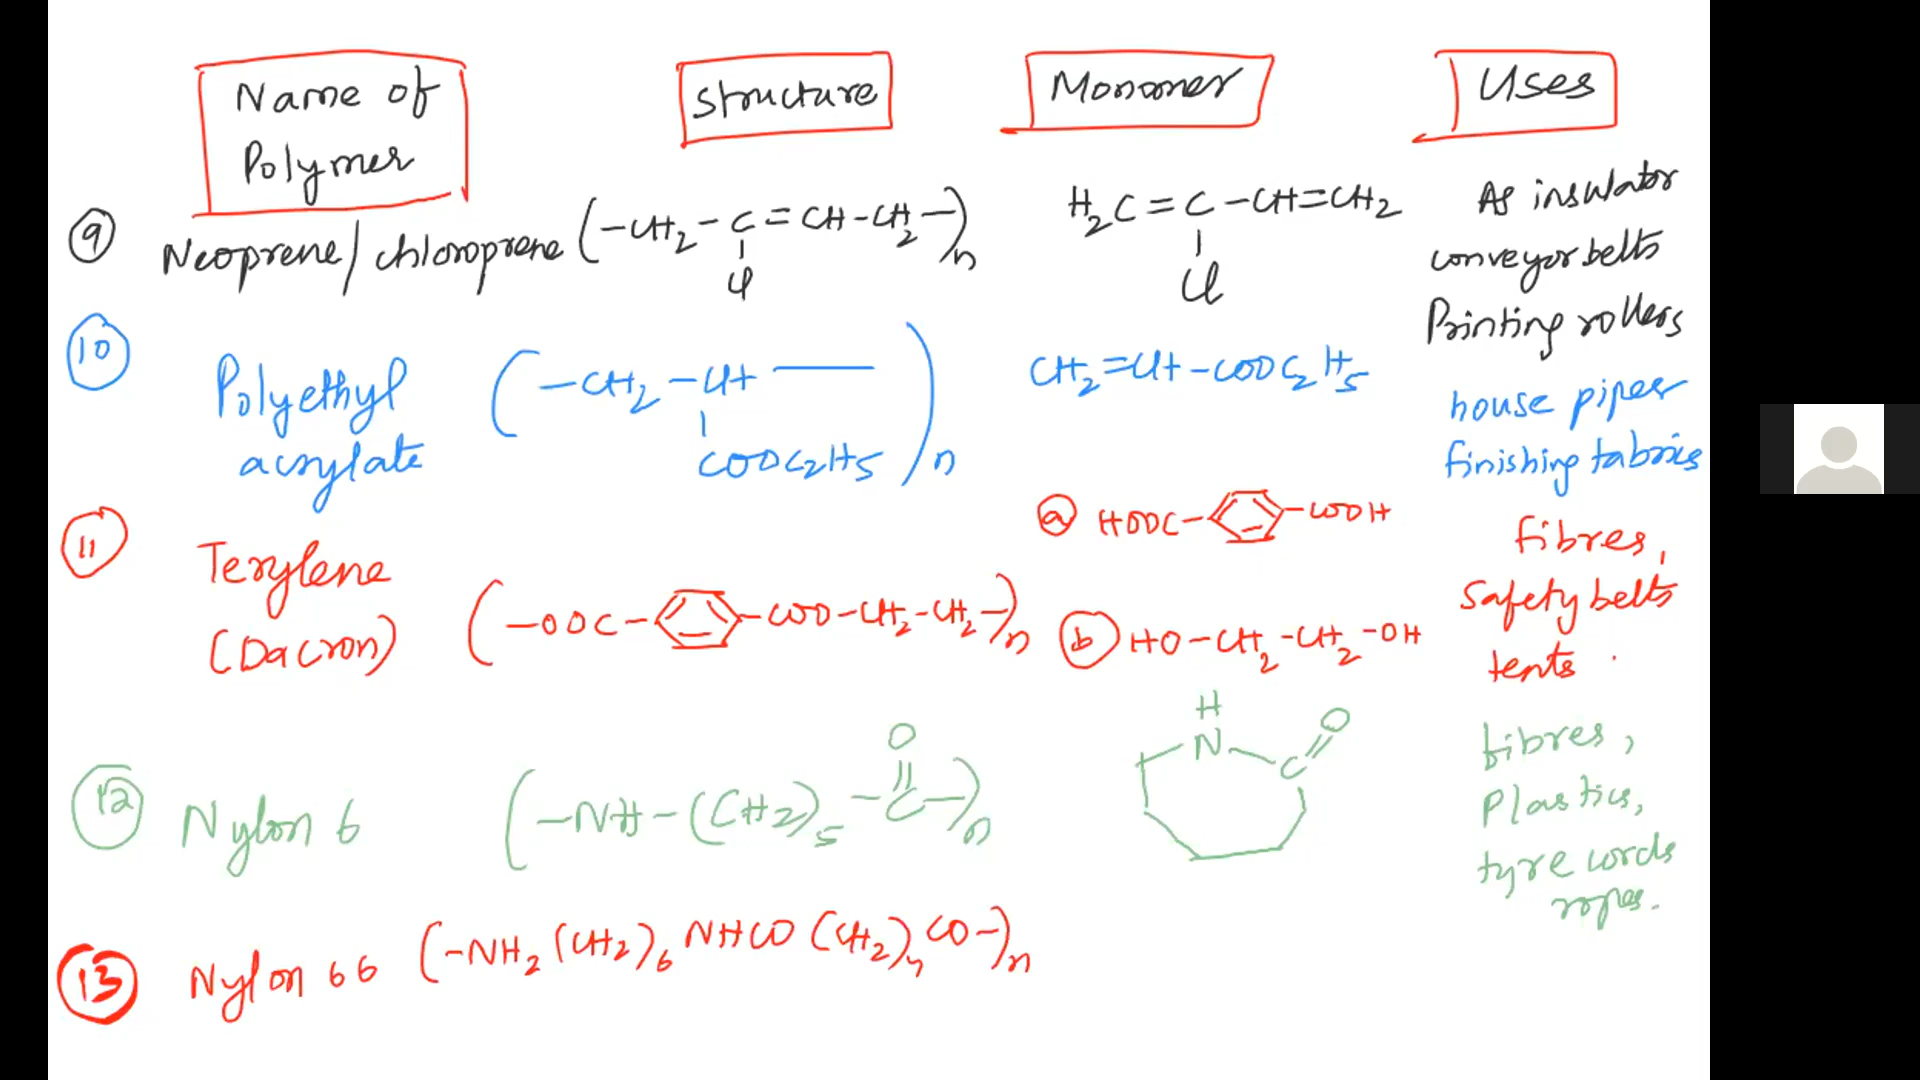 Name of
Polymer
Structure
Monomer
Uses
9
Neoprene/chloroprene
(-CH2-C=CH-CH2-)n
Cl
H2C=C-CH=CH2
Cl
As insulator
conveyor belts
Printing rollers
10
Polyethyl
acrylate
(-CH2-CH—)n
COOC2H5
CH2=CH-COOC2H5
house pipes
finishing fabrics
11
Terylene
(Dacron)
(-OOC- -COO-CH2-CH2-)n
a HOOC- -COOH
b HO-CH2-CH2-OH
fibres,
Safety belts
tents.
12
Nylon 6
O
(-NH-(CH2)5-C-)n
H
N
C
O
fibres,
Plastics,
tyre cords
ropes.
13
Nylon 66
(-NH2(CH2)6NHCO(CH2)4CO-)n